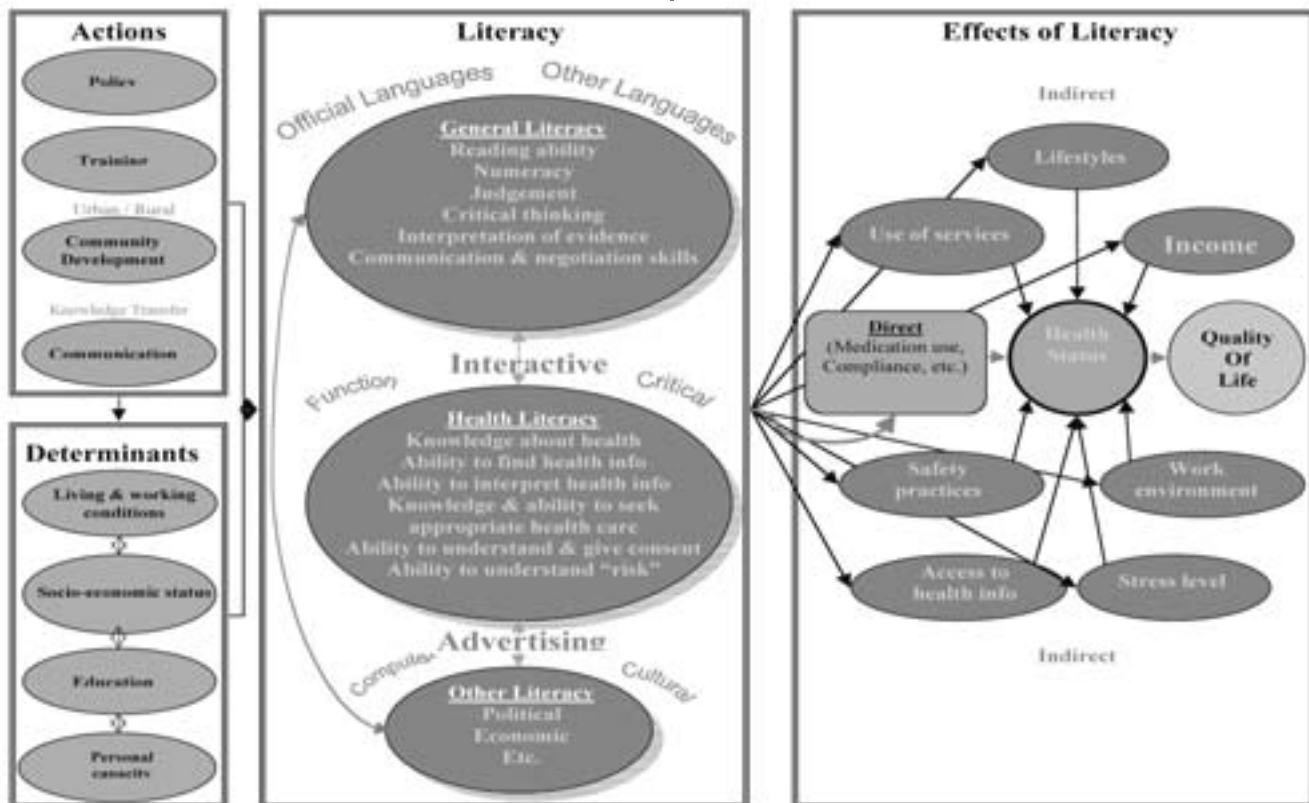 Actions
Policy
Training
Urban / Rural
Community
Development
Knowledge Transfer
Communication
Determinants
Living & working
conditions
Socio-economic status
Education
Personal
capacity
Literacy
Official Languages
Other Languages
General Literacy
Reading ability
Numeracy
Judgement
Critical thinking
Interpretation of evidence
Communication & negotiation skills
Interactive
Function
Critical
Health Literacy
Knowledge about health
Ability to find health info
Ability to interpret health info
Knowledge & ability to seek
appropriate health care
Ability to understand & give consent
Ability to understand “risk”
Advertising
Compute
Cultural
Other Literacy
Political
Economic
Etc.
Effects of Literacy
Indirect
Lifestyles
Use of services
Income
Direct
(Medication use,
Compliance, etc.)
Health
Status
Quality
Of
Life
Safety
practices
Work
environment
Access to
health info
Stress level
Indirect